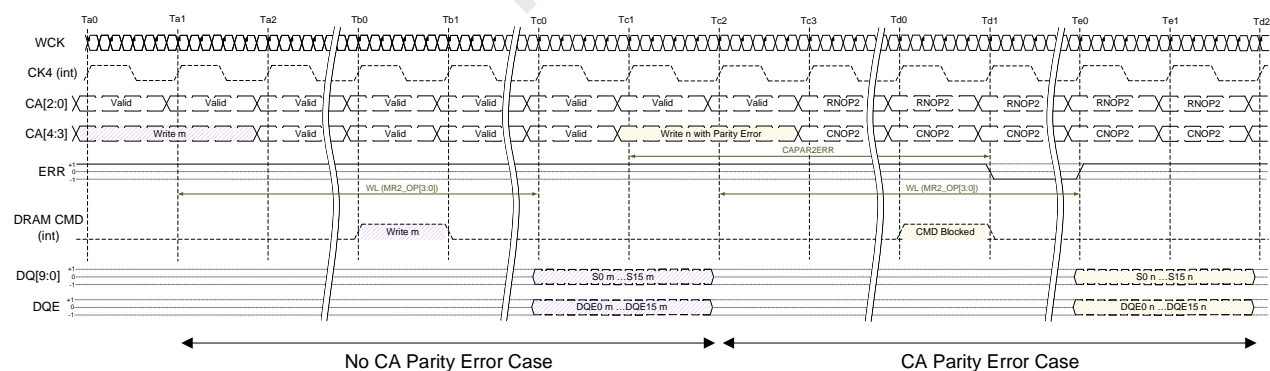 Ta0 Ta1 Ta2 Tb0 Tb1 Tc0 Tc1 Tc2 Tc3 Td0 Td1 Te0 Te1 Td2
WCK
CK4 (int)
CA[2:0] Valid Valid Valid Valid Valid Valid Valid Valid RNOP2 RNOP2 RNOP2 RNOP2 RNOP2
CA[4:3] Write m Valid Valid Valid Valid Write n with Parity Error CNOP2 CNOP2 CNOP2 CNOP2 CNOP2
CAPAR2ERR
ERR +1 0 -1
WL (MR2_OP[3:0]) WL (MR2_OP[3:0])
DRAM CMD
(int) Write m CMD Blocked
DQ[9:0] +1 0 -1 S0 m ...S15 m S0 n ...S15 n
DQE +1 0 -1 DQE0 m ...DQE15 m DQE0 n ...DQE15 n
No CA Parity Error Case CA Parity Error Case